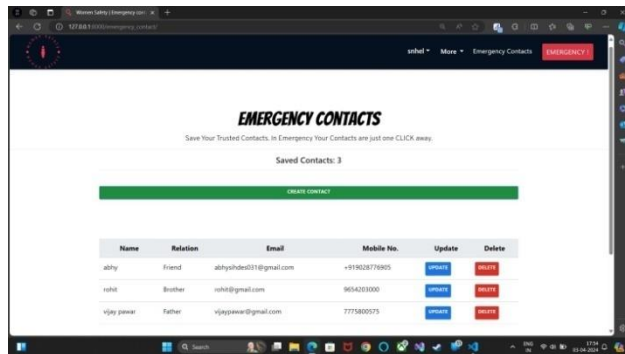 Women Safety | Emergency con
127.0.0.1:8000/emergency_contact/
snhel More Emergency Contacts EMERGENCY !
EMERGENCY CONTACTS
Save Your Trusted Contacts. In Emergency Your Contacts are just one CLICK away.
Saved Contacts: 3
CREATE CONTACT
Name Relation Email Mobile No. Update Delete
abhy Friend abhysihdes031@gmail.com +919028776905 UPDATE DELETE
rohit Brother rohit@gmail.com 9654203000 UPDATE DELETE
vijay pawar Father vijaypawar@gmail.com 7775800575 UPDATE DELETE
Search
ENG
IN
17:54
03-04-2024